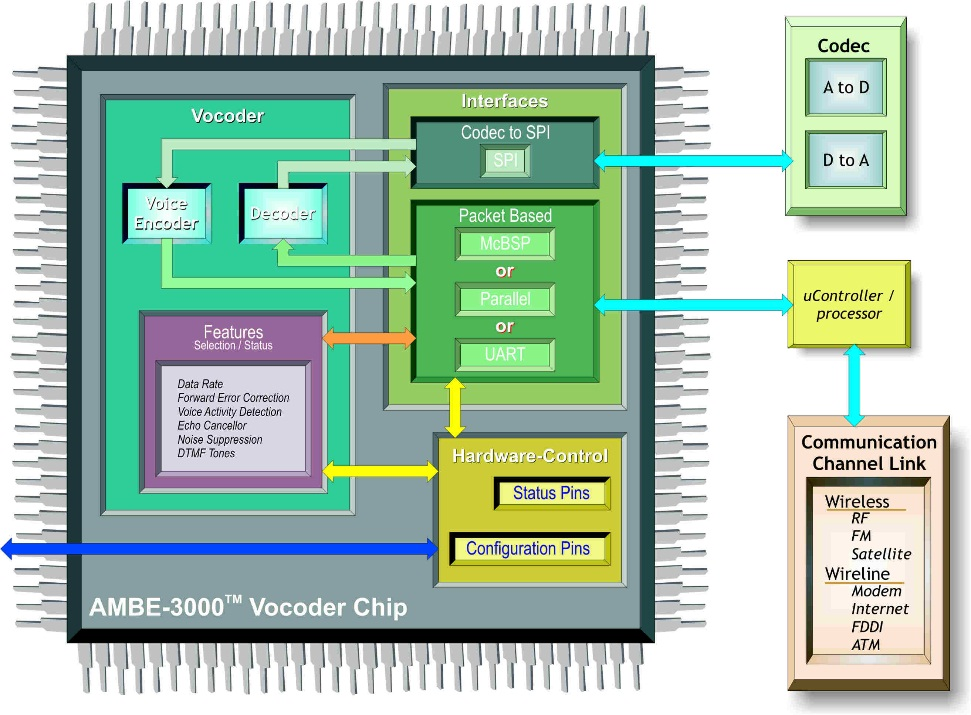 Vocoder
Voice
Encoder
Decoder
Features
Selection / Status
Data Rate
Forward Error Correction
Voice Activity Detection
Echo Cancellor
Noise Suppression
DTMF Tones
Interfaces
Codec to SPI
SPI
Packet Based
McBSP
or
Parallel
or
UART
Hardware-Control
Status Pins
Configuration Pins
AMBE-3000™ Vocoder Chip
Codec
A to D
D to A
uController /
processor
Communication
Channel Link
Wireless
RF
FM
Satellite
Wireline
Modem
Internet
FDDI
ATM